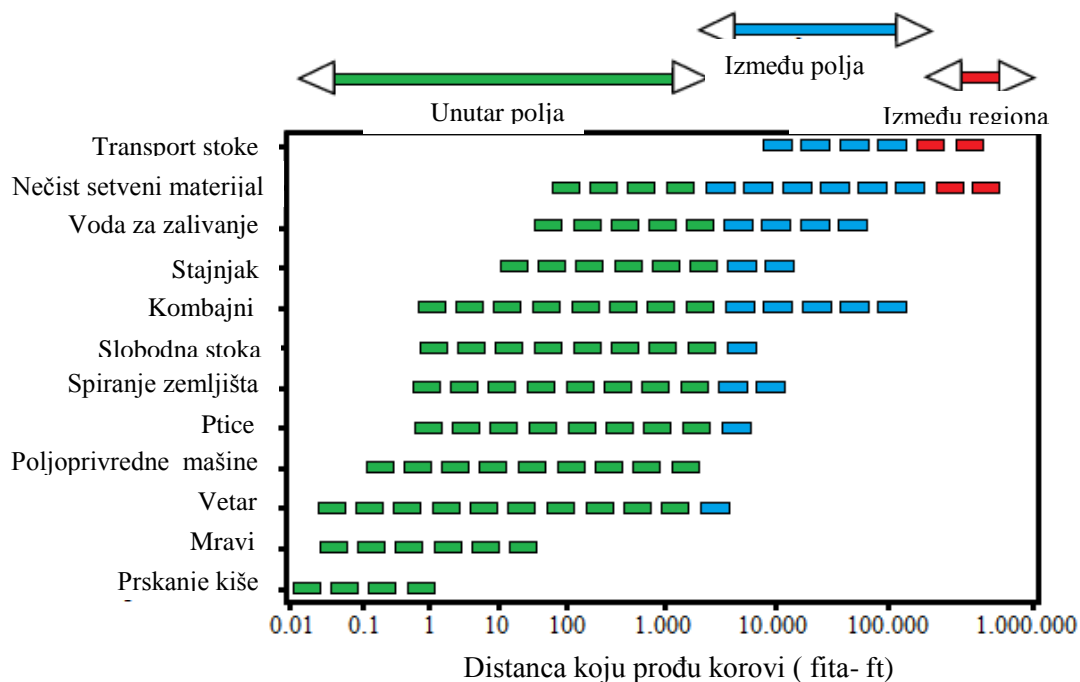 Između polja
Unutar polja
Između regiona
Transport stoke
Nečist setveni materijal
Voda za zalivanje
Stajnjak
Kombajni
Slobodna stoka
Spiranje zemljišta
Ptice
Poljoprivredne mašine
Vetar
Mravi
Prskanje kiše
0.01 0.1 1 10 100 1.000 10.000 100.000 1.000.000
Distanca koju prođu korovi ( fita- ft)